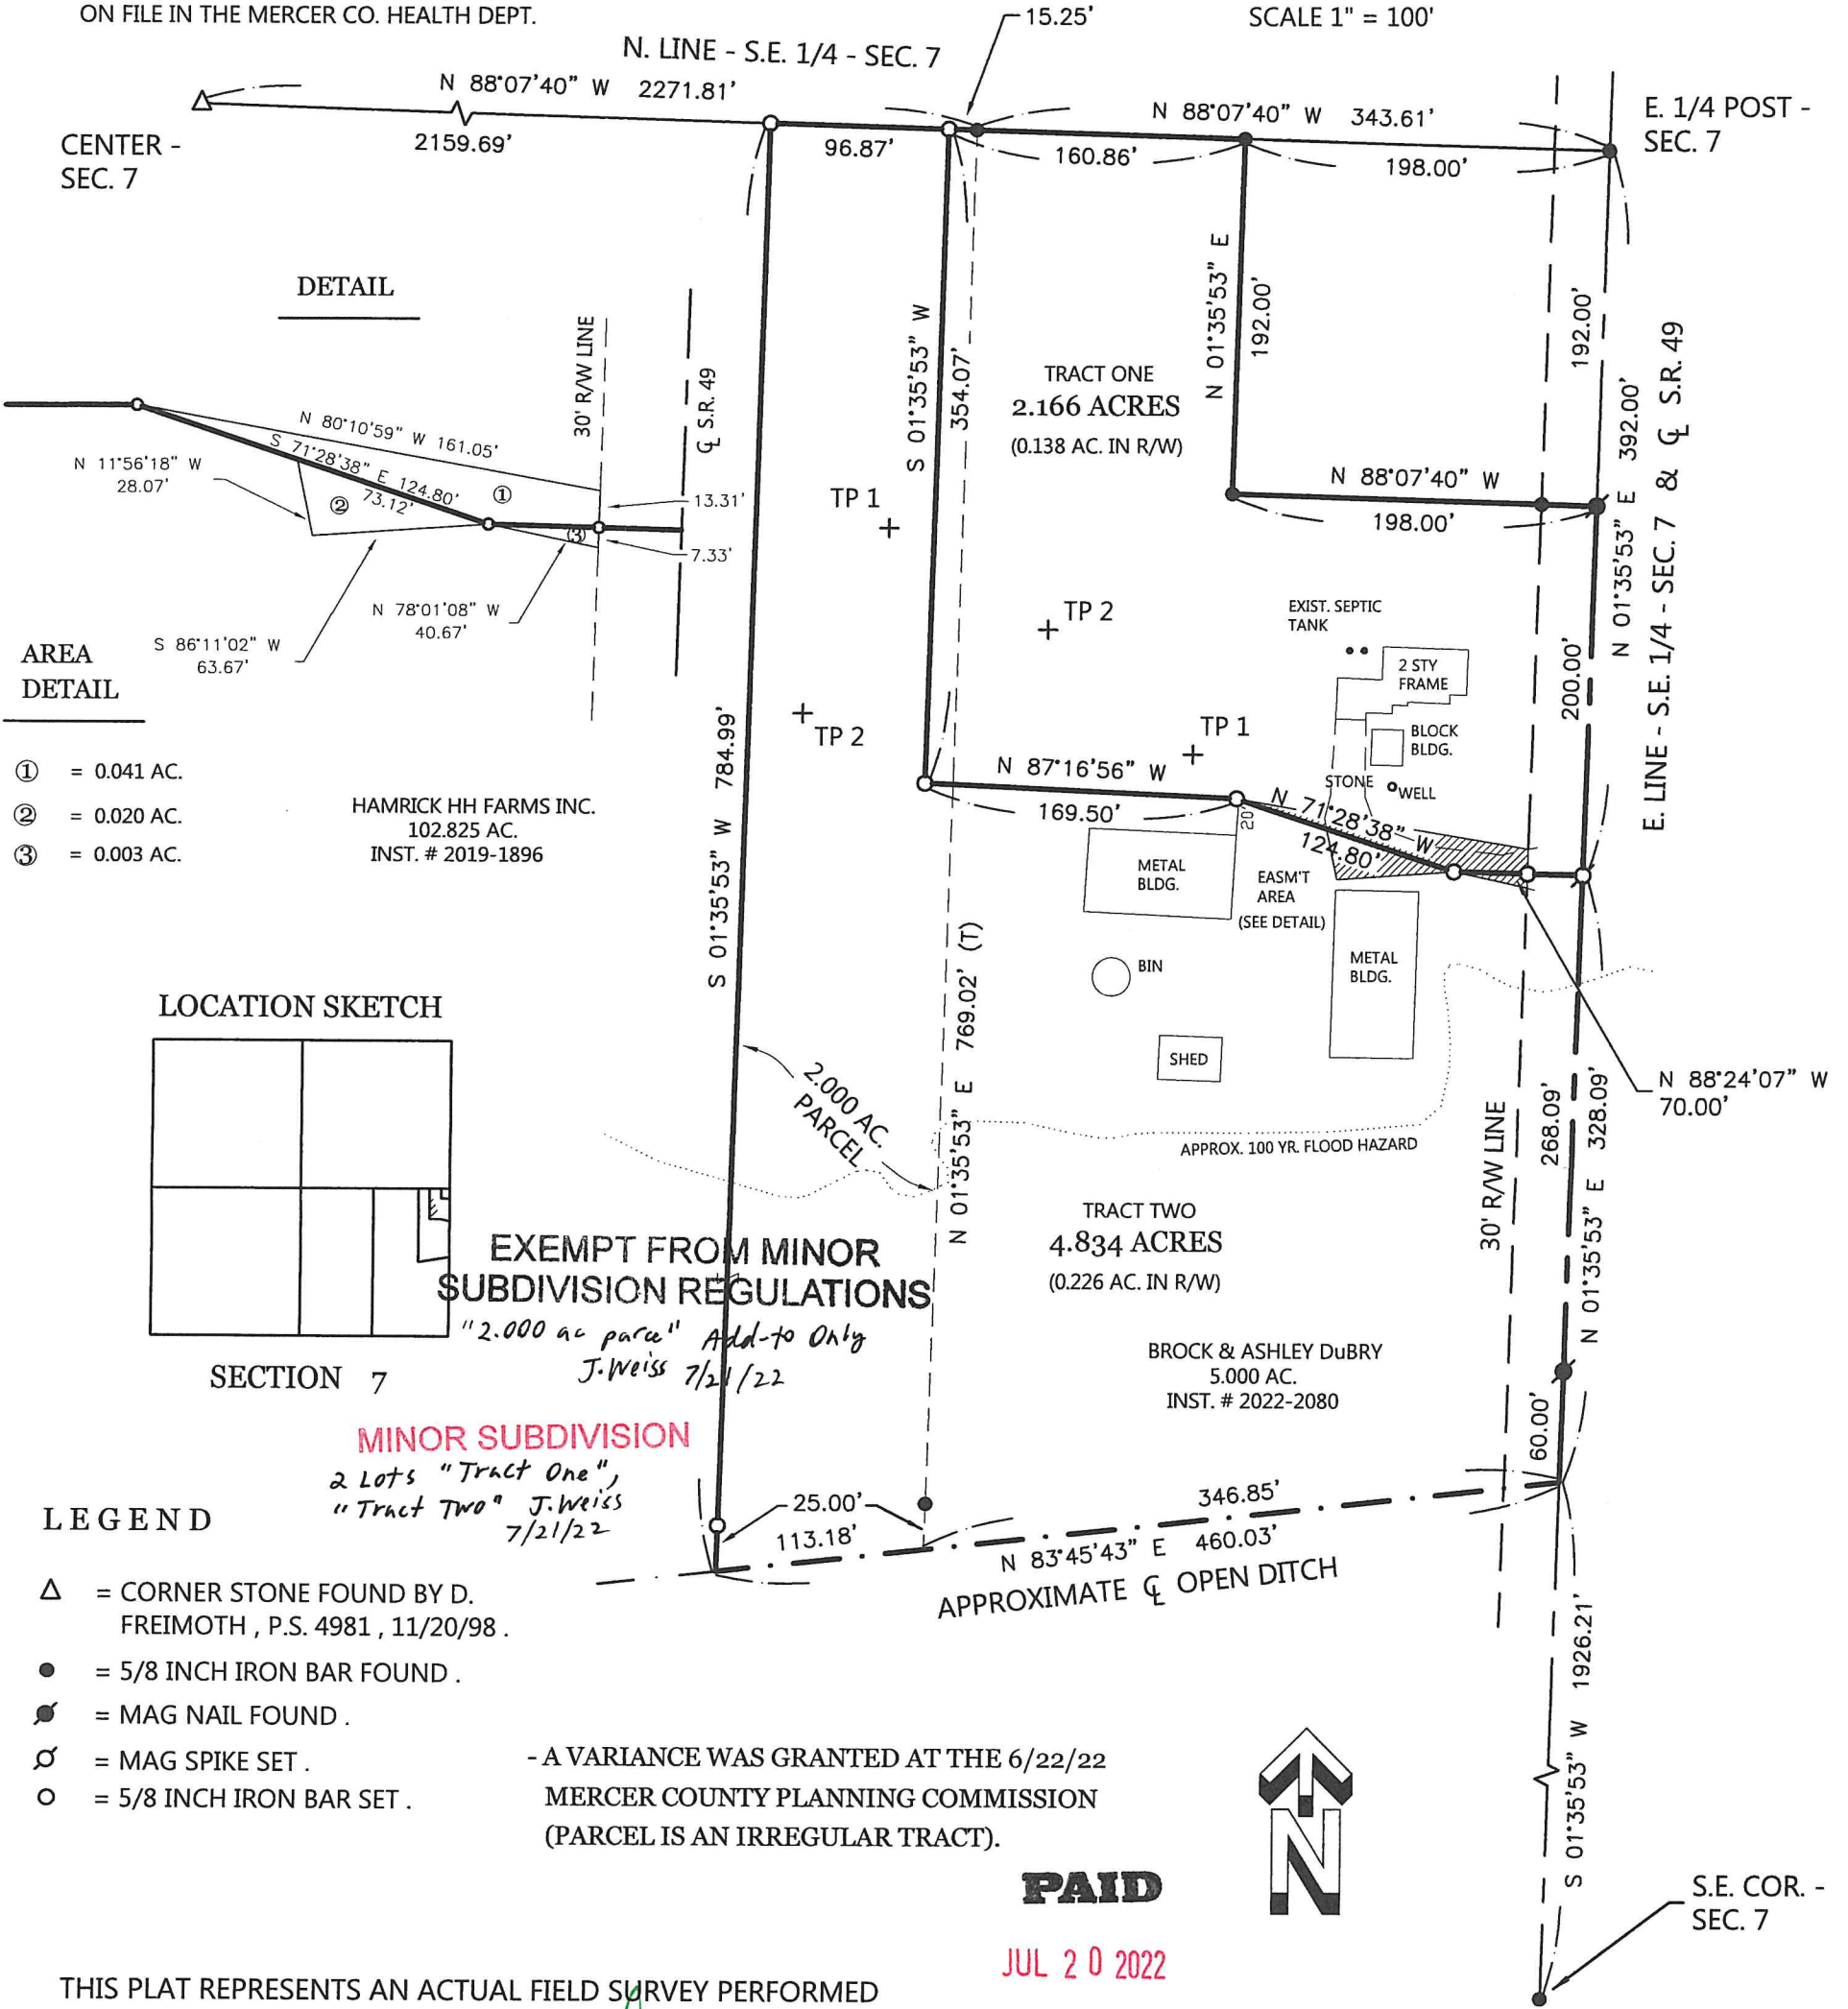 ON FILE IN THE MERCER CO. HEALTH DEPT.
15.25'
SCALE 1" = 100'
N. LINE - S.E. 1/4 - SEC. 7
N 88°07'40" W 2271.81'
N 88°07'40" W 343.61'
E. 1/4 POST -
SEC. 7
CENTER -
SEC. 7
2159.69'
96.87'
160.86'
198.00'
DETAIL
30' R/W LINE
℄ S.R. 49
N 80°10'59" W 161.05'
S 71°28'38" E 124.80'
73.12'
N 11°56'18" W
28.07'
①
②
③
13.31'
7.33'
N 78°01'08" W
40.67'
S 86°11'02" W
63.67'
AREA
DETAIL
① = 0.041 AC.
② = 0.020 AC.
③ = 0.003 AC.
HAMRICK HH FARMS INC.
102.825 AC.
INST. # 2019-1896
S 01°35'53" W 784.99'
S 01°35'53" W
354.07'
TRACT ONE
2.166 ACRES
(0.138 AC. IN R/W)
N 01°35'53" E
192.00'
192.00'
N 01°35'53" E 392.00'
E. LINE - S.E. 1/4 - SEC. 7 & ℄ S.R. 49
N 88°07'40" W
198.00'
TP 1
TP 2
TP 2
TP 1
EXIST. SEPTIC
TANK
2 STY
FRAME
BLOCK
BLDG.
STONE
WELL
200.00'
N 87°16'56" W
169.50'
N 71°28'38" W
124.80'
20'
METAL
BLDG.
EASM'T
AREA
(SEE DETAIL)
METAL
BLDG.
BIN
SHED
N 01°35'53" E 769.02' (T)
2.000 AC.
PARCEL
N 88°24'07" W
70.00'
268.09'
N 01°35'53" E 328.09'
30' R/W LINE
APPROX. 100 YR. FLOOD HAZARD
LOCATION SKETCH
SECTION 7
TRACT TWO
4.834 ACRES
(0.226 AC. IN R/W)
EXEMPT FROM MINOR
SUBDIVISION REGULATIONS
"2.000 ac parce" Add-to Only
J. Weiss 7/21/22
BROCK & ASHLEY DuBRY
5.000 AC.
INST. # 2022-2080
MINOR SUBDIVISION
2 Lots "Tract One",
"Tract Two" J. Weiss
7/21/22
60.00'
25.00'
113.18'
346.85'
N 83°45'43" E 460.03'
APPROXIMATE ℄ OPEN DITCH
LEGEND
△ = CORNER STONE FOUND BY D.
FREIMOTH , P.S. 4981 , 11/20/98 .
= 5/8 INCH IRON BAR FOUND .
= MAG NAIL FOUND .
= MAG SPIKE SET .
= 5/8 INCH IRON BAR SET .
- A VARIANCE WAS GRANTED AT THE 6/22/22
MERCER COUNTY PLANNING COMMISSION
(PARCEL IS AN IRREGULAR TRACT).
N
S 01°35'53" W 1926.21'
PAID
JUL 20 2022
S.E. COR. -
SEC. 7
THIS PLAT REPRESENTS AN ACTUAL FIELD SURVEY PERFORMED